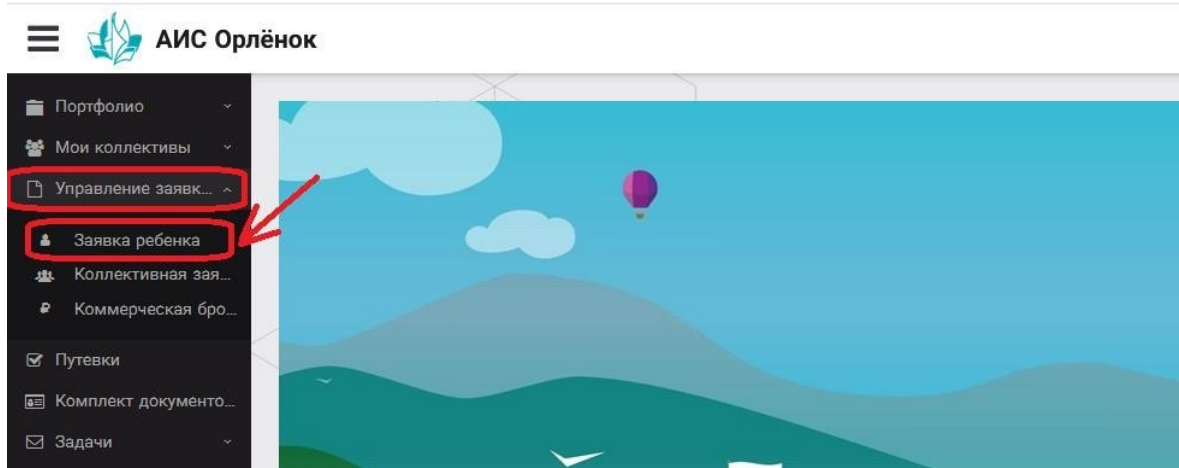 АИС Орлёнок
Портфолио
Мои коллективы
Управление заявк...
Заявка ребенка
Коллективная зая...
Коммерческая бро...
Путевки
Комплект документо...
Задачи